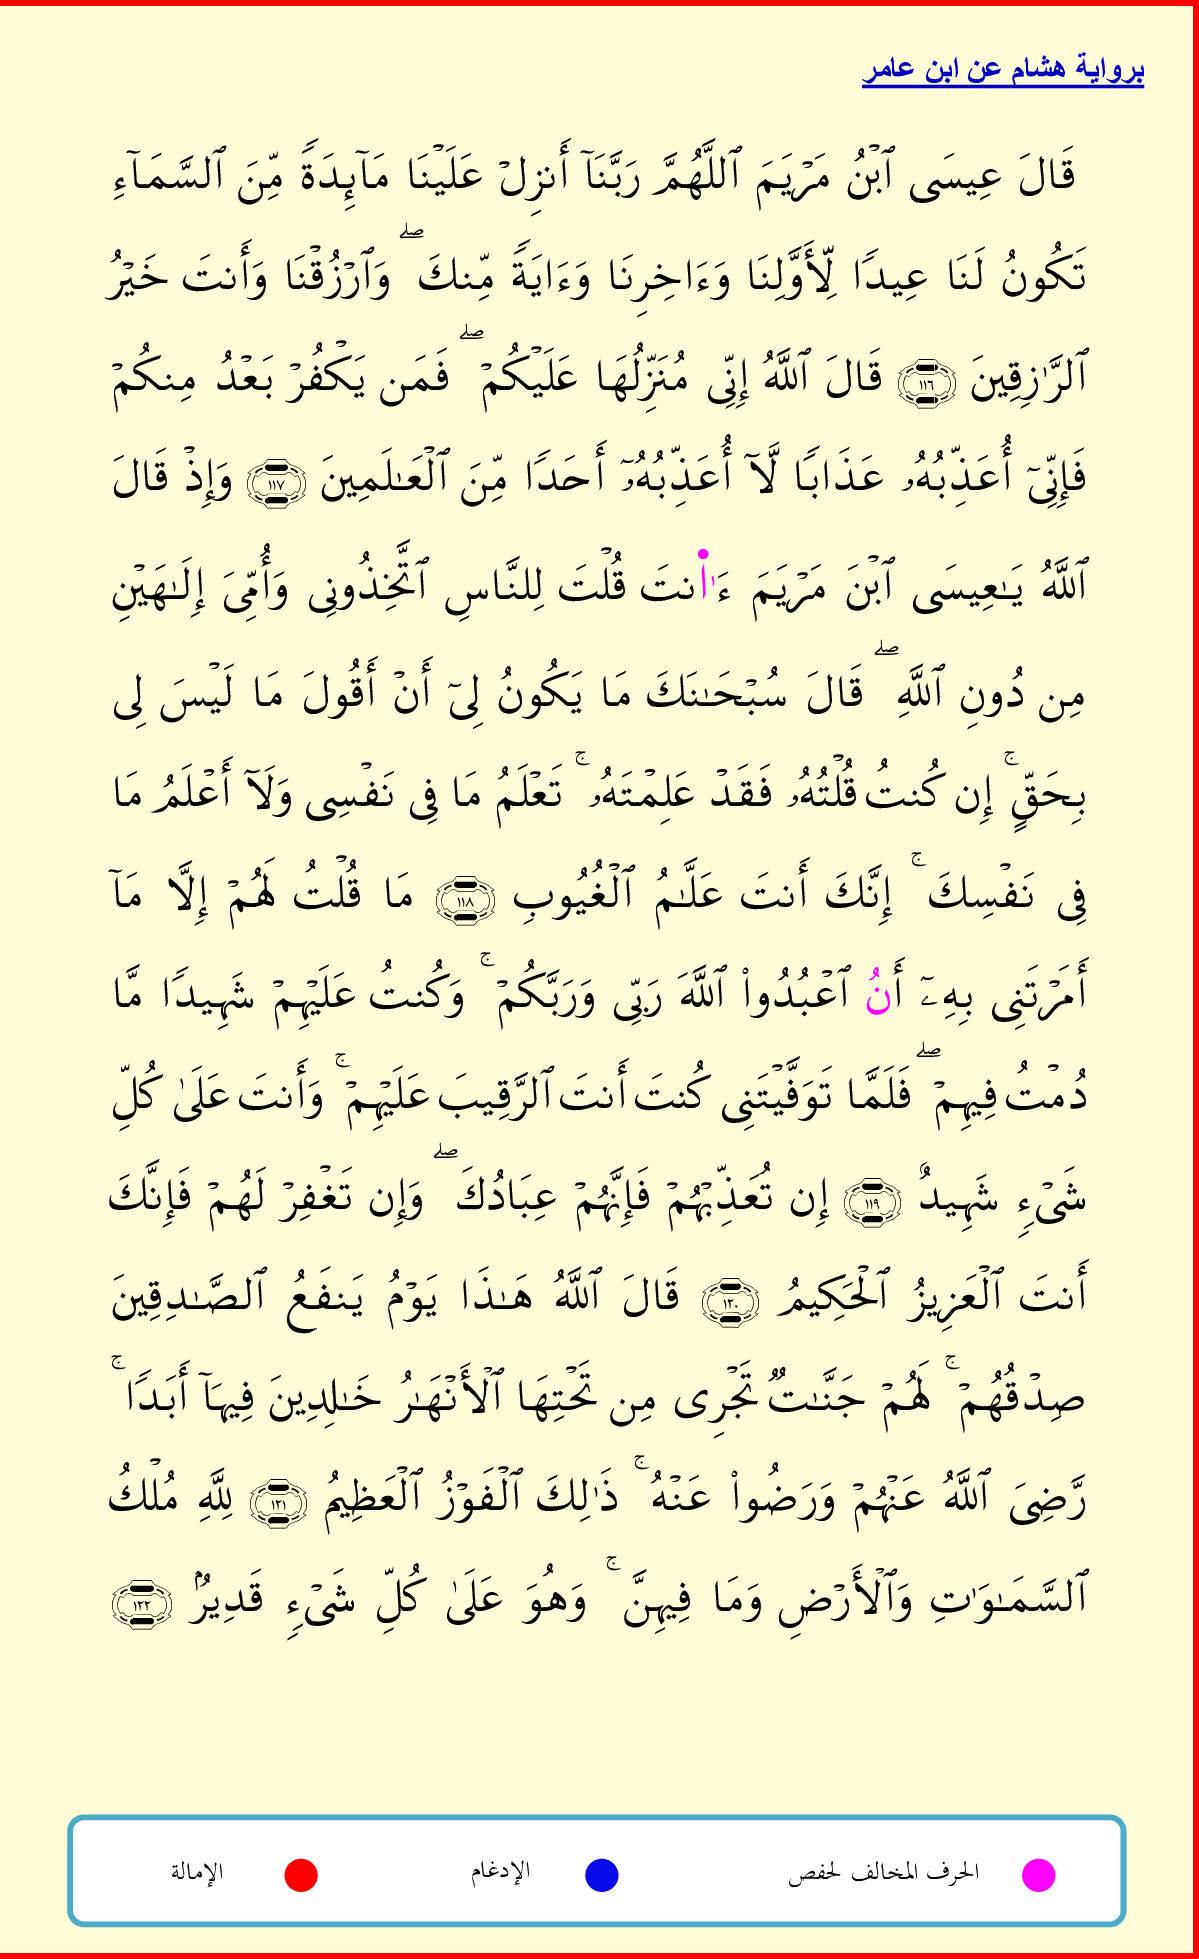 برواية هشام عن ابن عامر
قَالَ عِيسَى ٱبْنُ مَرْيَمَ ٱللَّهُمَّ رَبَّنَآ أَنزِلْ عَلَيْنَا مَآئِدَةً مِّنَ ٱلسَّمَآءِ
تَكُونُ لَنَا عِيدًا لِّأَوَّلِنَا وَءَاخِرِنَا وَءَايَةً مِّنكَ ۖ وَٱرْزُقْنَا وَأَنتَ خَيْرُ
ٱلرَّٰزِقِينَ ١١٦ قَالَ ٱللَّهُ إِنِّى مُنَزِّلُهَا عَلَيْكُمْ ۖ فَمَن يَكْفُرْ بَعْدُ مِنكُمْ
فَإِنِّىٓ أُعَذِّبُهُۥ عَذَابًا لَّآ أُعَذِّبُهُۥٓ أَحَدًا مِّنَ ٱلْعَـٰلَمِينَ ١١٧ وَإِذْ قَالَ
ٱللَّهُ يَـٰعِيسَى ٱبْنَ مَرْيَمَ ءَٰا۬نتَ قُلْتَ لِلنَّاسِ ٱتَّخِذُونِى وَأُمِّىَ إِلَـٰهَيْنِ
مِن دُونِ ٱللَّهِ ۖ قَالَ سُبْحَـٰنَكَ مَا يَكُونُ لِىٓ أَنْ أَقُولَ مَا لَيْسَ لِى
بِحَقٍّ ۚ إِن كُنتُ قُلْتُهُۥ فَقَدْ عَلِمْتَهُۥ ۚ تَعْلَمُ مَا فِى نَفْسِى وَلَآ أَعْلَمُ مَا
فِى نَفْسِكَ ۚ إِنَّكَ أَنتَ عَلَّـٰمُ ٱلْغُيُوبِ ١١٨ مَا قُلْتُ لَهُمْ إِلَّا مَآ
أَمَرْتَنِى بِهِۦٓ أَنُ ٱعْبُدُوا۟ ٱللَّهَ رَبِّى وَرَبَّكُمْ ۚ وَكُنتُ عَلَيْهِمْ شَهِيدًا مَّا
دُمْتُ فِيهِمْ ۖ فَلَمَّا تَوَفَّيْتَنِى كُنتَ أَنتَ ٱلرَّقِيبَ عَلَيْهِمْ ۚ وَأَنتَ عَلَىٰ كُلِّ
شَىْءٍ شَهِيدٌ ١١٩ إِن تُعَذِّبْهُمْ فَإِنَّهُمْ عِبَادُكَ ۖ وَإِن تَغْفِرْ لَهُمْ فَإِنَّكَ
أَنتَ ٱلْعَزِيزُ ٱلْحَكِيمُ ١٢٠ قَالَ ٱللَّهُ هَـٰذَا يَوْمُ يَنفَعُ ٱلصَّـٰدِقِينَ
صِدْقُهُمْ ۚ لَهُمْ جَنَّـٰتٌ تَجْرِى مِن تَحْتِهَا ٱلْأَنْهَـٰرُ خَـٰلِدِينَ فِيهَآ أَبَدًا ۚ
رَّضِىَ ٱللَّهُ عَنْهُمْ وَرَضُوا۟ عَنْهُ ۚ ذَٰلِكَ ٱلْفَوْزُ ٱلْعَظِيمُ ١٢١ لِلَّهِ مُلْكُ
ٱلسَّمَـٰوَٰتِ وَٱلْأَرْضِ وَمَا فِيهِنَّ ۚ وَهُوَ عَلَىٰ كُلِّ شَىْءٍ قَدِيرٌۢ ١٢٢
الحرف المخالف لحفص الإدغام الإمالة